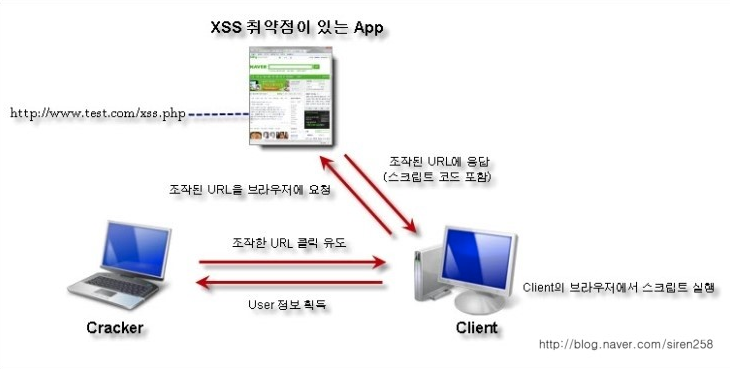 XSS 취약점이 있는 App
NAVER
http://www.test.com/xss.php
조작된 URL에 응답
(스크립트 코드 포함)
조작된 URL을 브라우저에 요청
조작한 URL 클릭 유도
User 정보 획득
Client의 브라우저에서 스크립트 실행
Cracker
Client
http://blog.naver.com/siren258